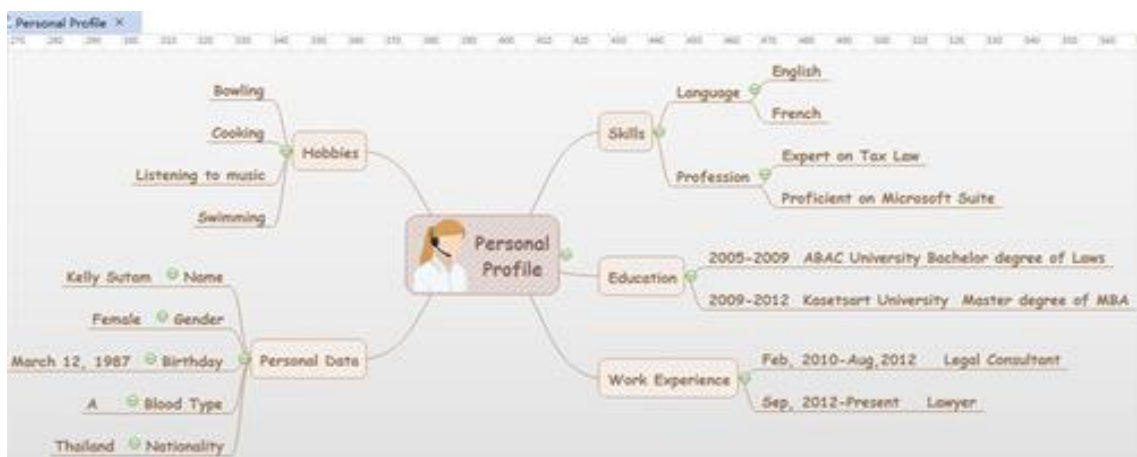 Personal Profile ×
Bowling
Cooking
Listening to music
Swimming
Hobbies
Kelly Sutam Name
Female Gender
March 12, 1987 Birthday
A Blood Type
Thailand Nationality
Personal Data
Personal
Profile
Skills
Language
English
French
Profession
Expert on Tax Law
Proficient on Microsoft Suite
Education
2005-2009 ABAC University Bachelor degree of Laws
2009-2012 Kasetsart University Master degree of MBA
Work Experience
Feb, 2010-Aug,2012 Legal Consultant
Sep, 2012-Present Lawyer